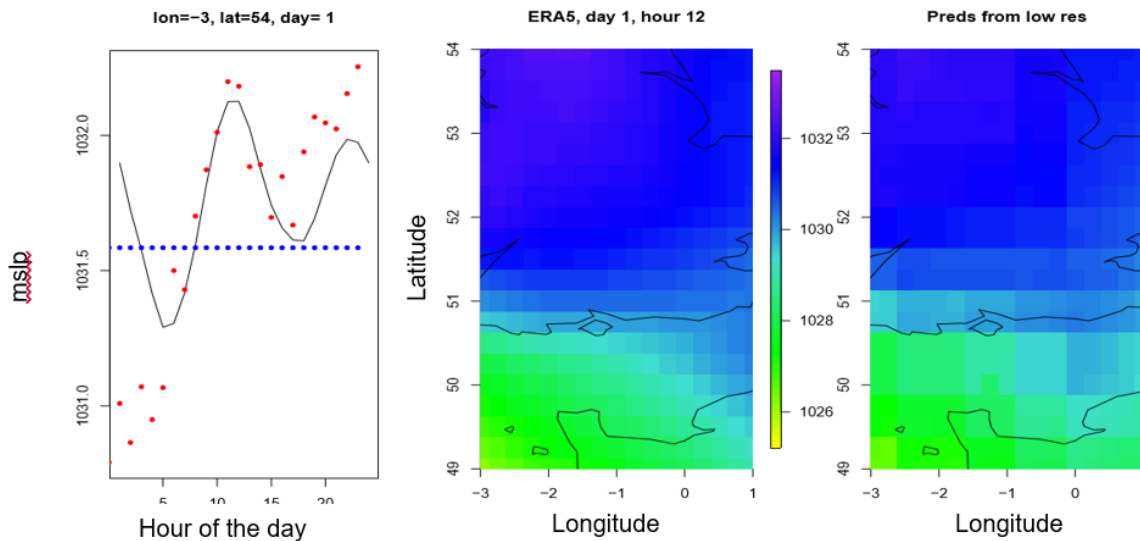 lon=−3, lat=54, day= 1
mslp
1032.0
1031.5
1031.0
5 10 15 20
Hour of the day
ERA5, day 1, hour 12
Latitude
54
53
52
51
50
49
−3 −2 −1 0 1
Longitude
1032
1030
1028
1026
Preds from low res
54
53
52
51
50
49
−3 −2 −1 0
Longitude